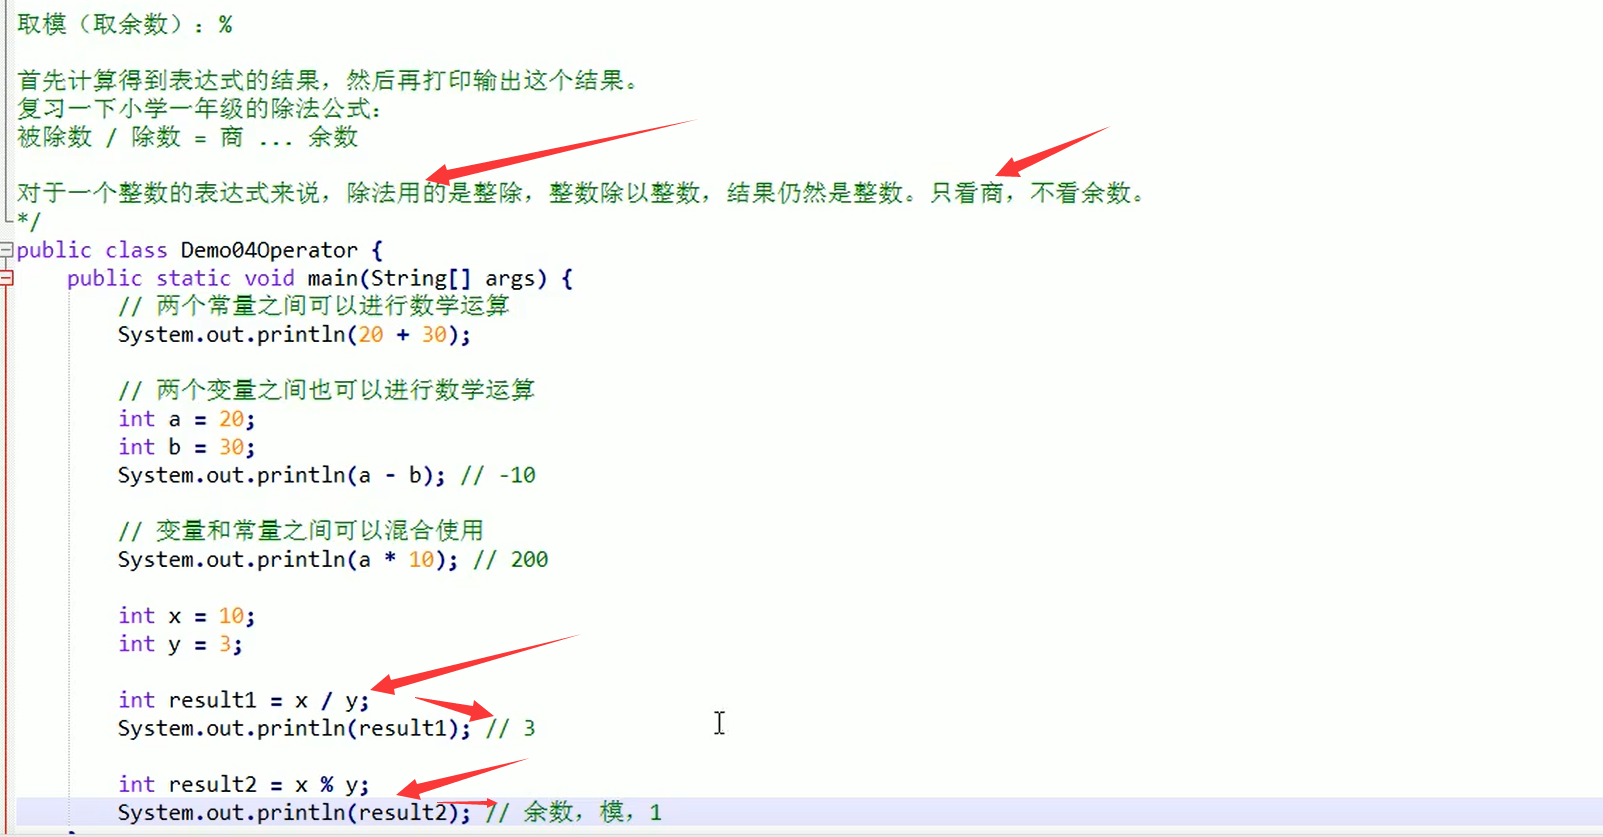 取模（取余数）：%
首先计算得到表达式的结果，然后再打印输出这个结果。
复习一下小学一年级的除法公式：
被除数 / 除数 = 商 ... 余数
对于一个整数的表达式来说，除法用的是整除，整数除以整数，结果仍然是整数。只看商，不看余数。
*/
public class Demo04Operator {
public static void main(String[] args) {
// 两个常量之间可以进行数学运算
System.out.println(20 + 30);
// 两个变量之间也可以进行数学运算
int a = 20;
int b = 30;
System.out.println(a - b); // -10
// 变量和常量之间可以混合使用
System.out.println(a * 10); // 200
int x = 10;
int y = 3;
int result1 = x / y;
System.out.println(result1); // 3
int result2 = x % y;
System.out.println(result2); // 余数，模，1